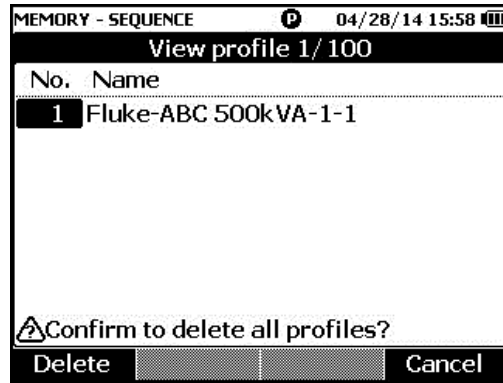 MEMORY - SEQUENCE P 04/28/14 15:58
View profile 1/100
No. Name
1 Fluke-ABC 500kVA-1-1
Confirm to delete all profiles?
Delete Cancel